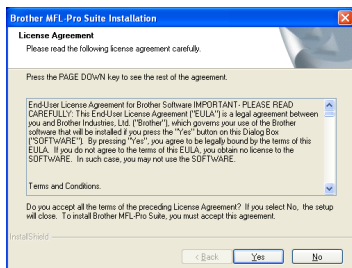 Brother MFL-Pro Suite Installation
License Agreement
Please read the following license agreement carefully.
Press the PAGE DOWN key to see the rest of the agreement.
End-User License Agreement for Brother Software IMPORTANT- PLEASE READ
CAREFULLY: This End-User License Agreement ("EULA") is a legal agreement between
you and Brother Industries, Ltd. ("Brother"), which governs your use of the Brother
software that will be installed if you press the "Yes" button on this Dialog Box
("SOFTWARE"). By pressing "Yes", you agree to be legally bound by the terms of this
EULA. If you do not agree to the terms of this EULA, you obtain no license to the
SOFTWARE. In such case, you may not use the SOFTWARE.
Terms and Conditions.
Do you accept all the terms of the preceding License Agreement? If you select No, the setup
will close. To install Brother MFL-Pro Suite, you must accept this agreement.
InstallShield
< Back Yes No